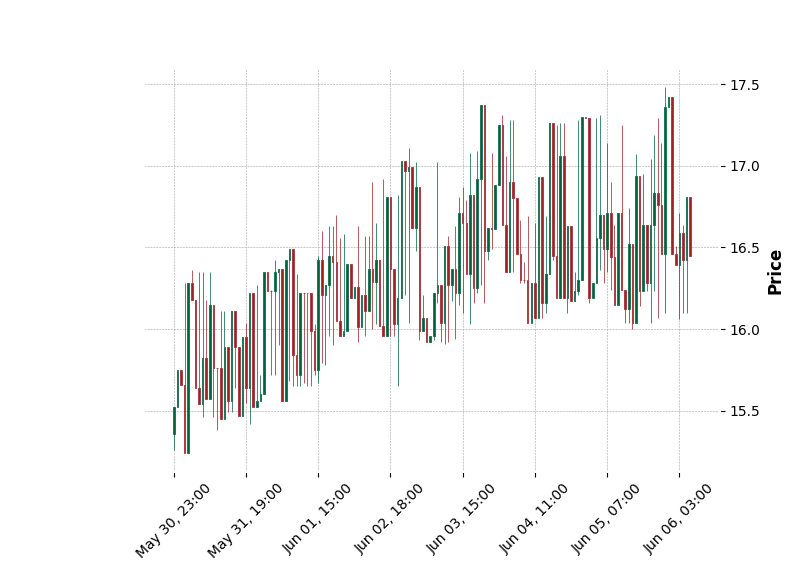 17.5
17.0
16.5
16.0
15.5
Price
May 30, 23:00
May 31, 19:00
Jun 01, 15:00
Jun 02, 18:00
Jun 03, 15:00
Jun 04, 11:00
Jun 05, 07:00
Jun 06, 03:00